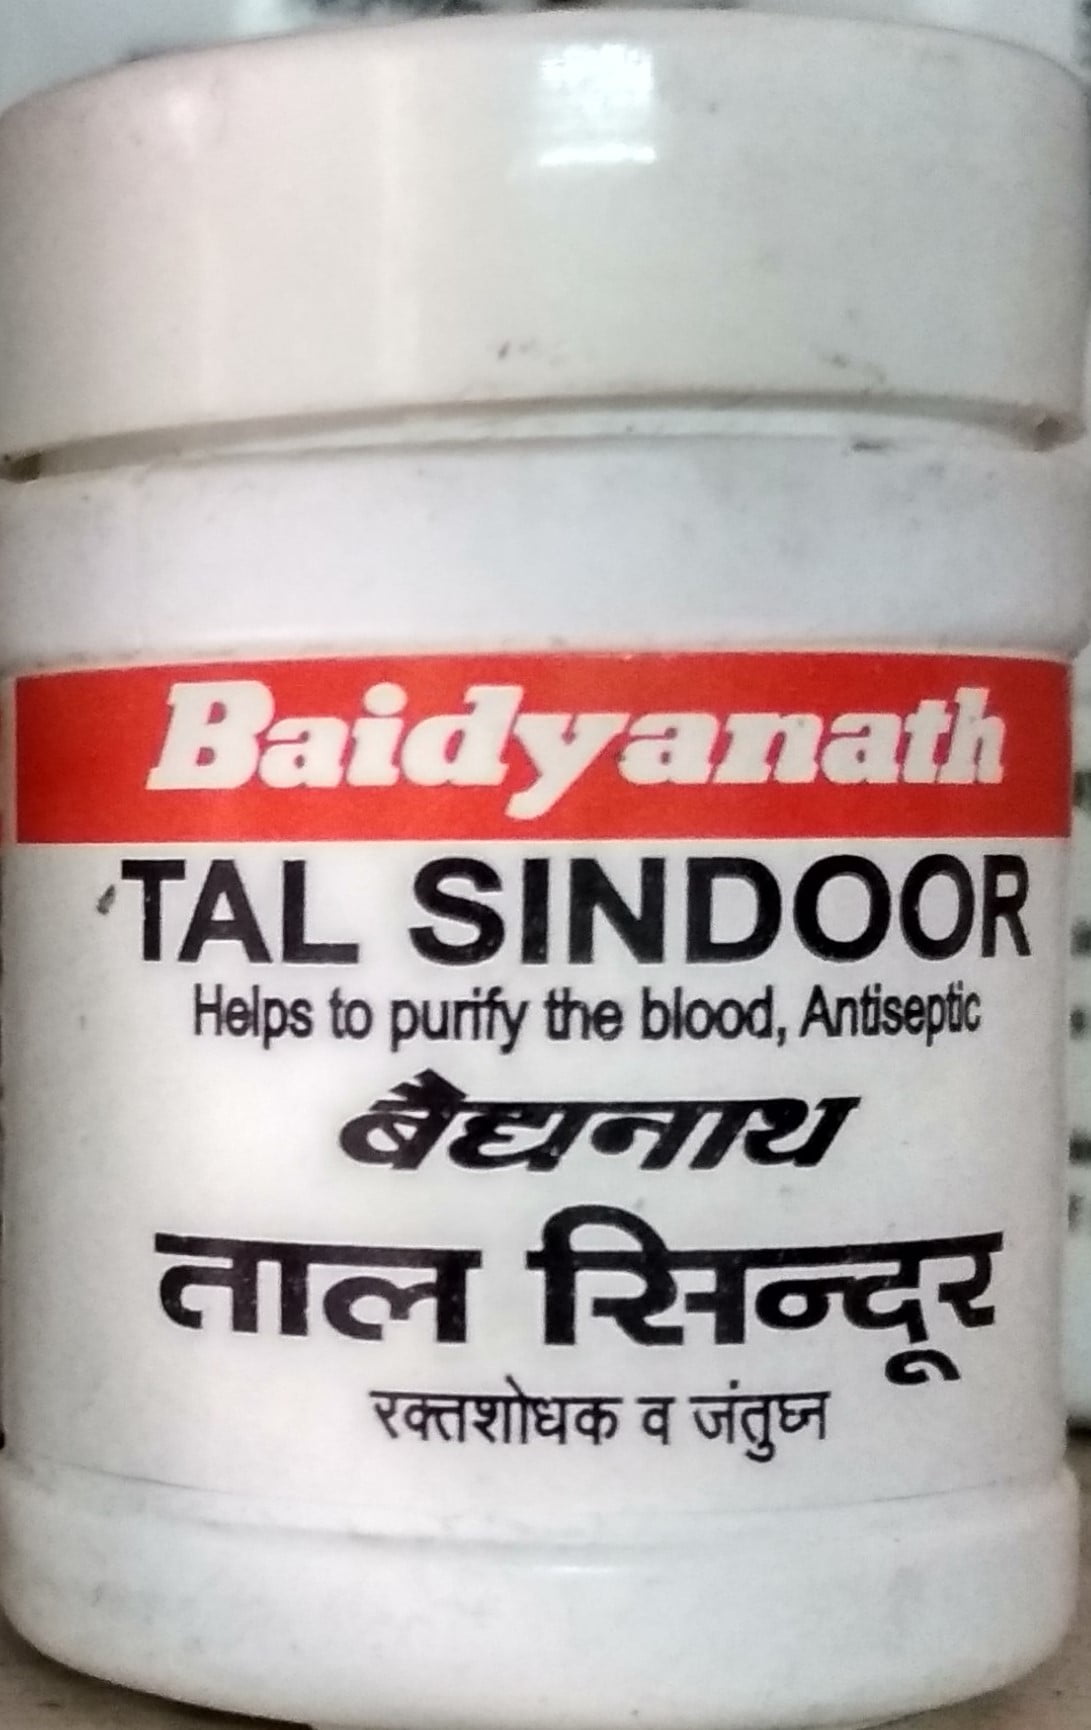 Baidyanath
TAL SINDOOR
Helps to purify the blood, Antiseptic
बैद्यनाथ
ताल सिन्दूर
रक्तशोधक व जंतुघ्न